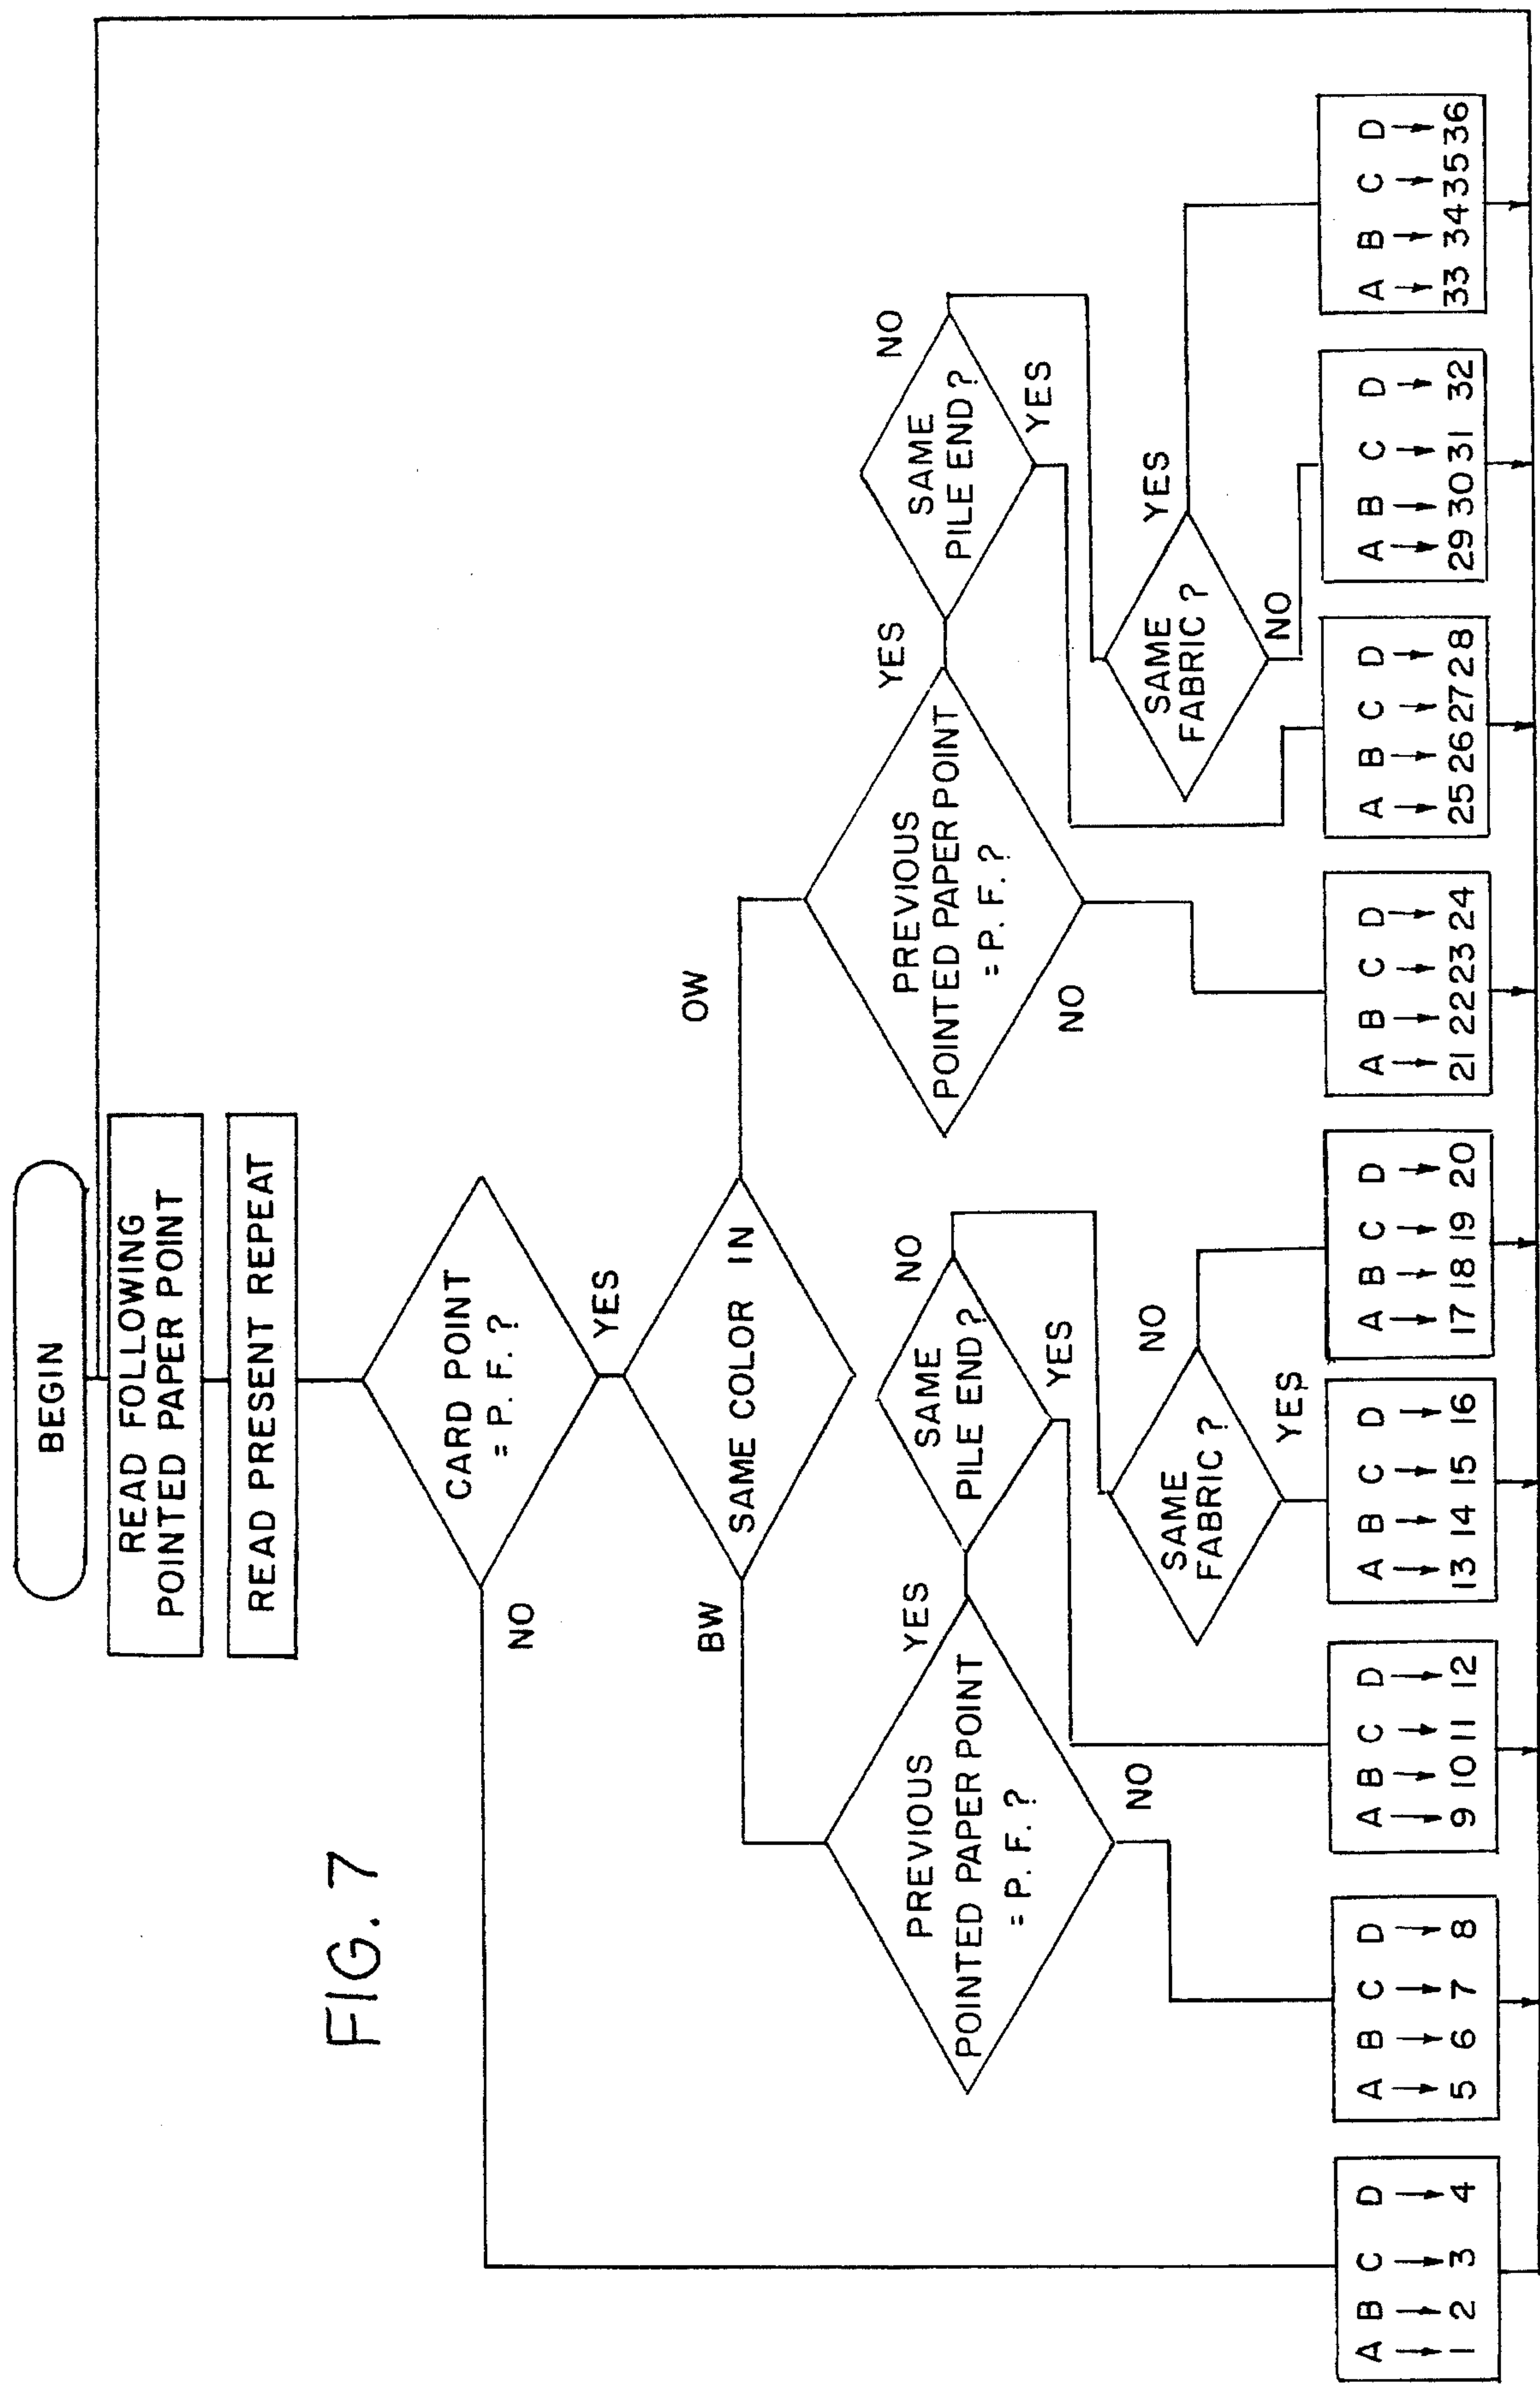 FIG. 7
BEGIN
READ FOLLOWING
POINTED PAPER POINT
READ PRESENT REPEAT
CARD POINT
= P. F. ?
NO
YES
SAME COLOR IN
BW
OW
PREVIOUS
POINTED PAPER POINT
= P. F. ?
YES
NO
SAME
PILE END ?
NO
YES
SAME
FABRIC ?
NO
YES
PREVIOUS
POINTED PAPER POINT
= P. F. ?
YES
NO
SAME
PILE END ?
NO
YES
SAME
FABRIC ?
YES
NO
A B C D
1 2 3 4
A B C D
5 6 7 8
A B C D
9 10 11 12
A B C D
13 14 15 16
A B C D
17 18 19 20
A B C D
21 22 23 24
A B C D
25 26 27 28
A B C D
29 30 31 32
A B C D
33 34 35 36